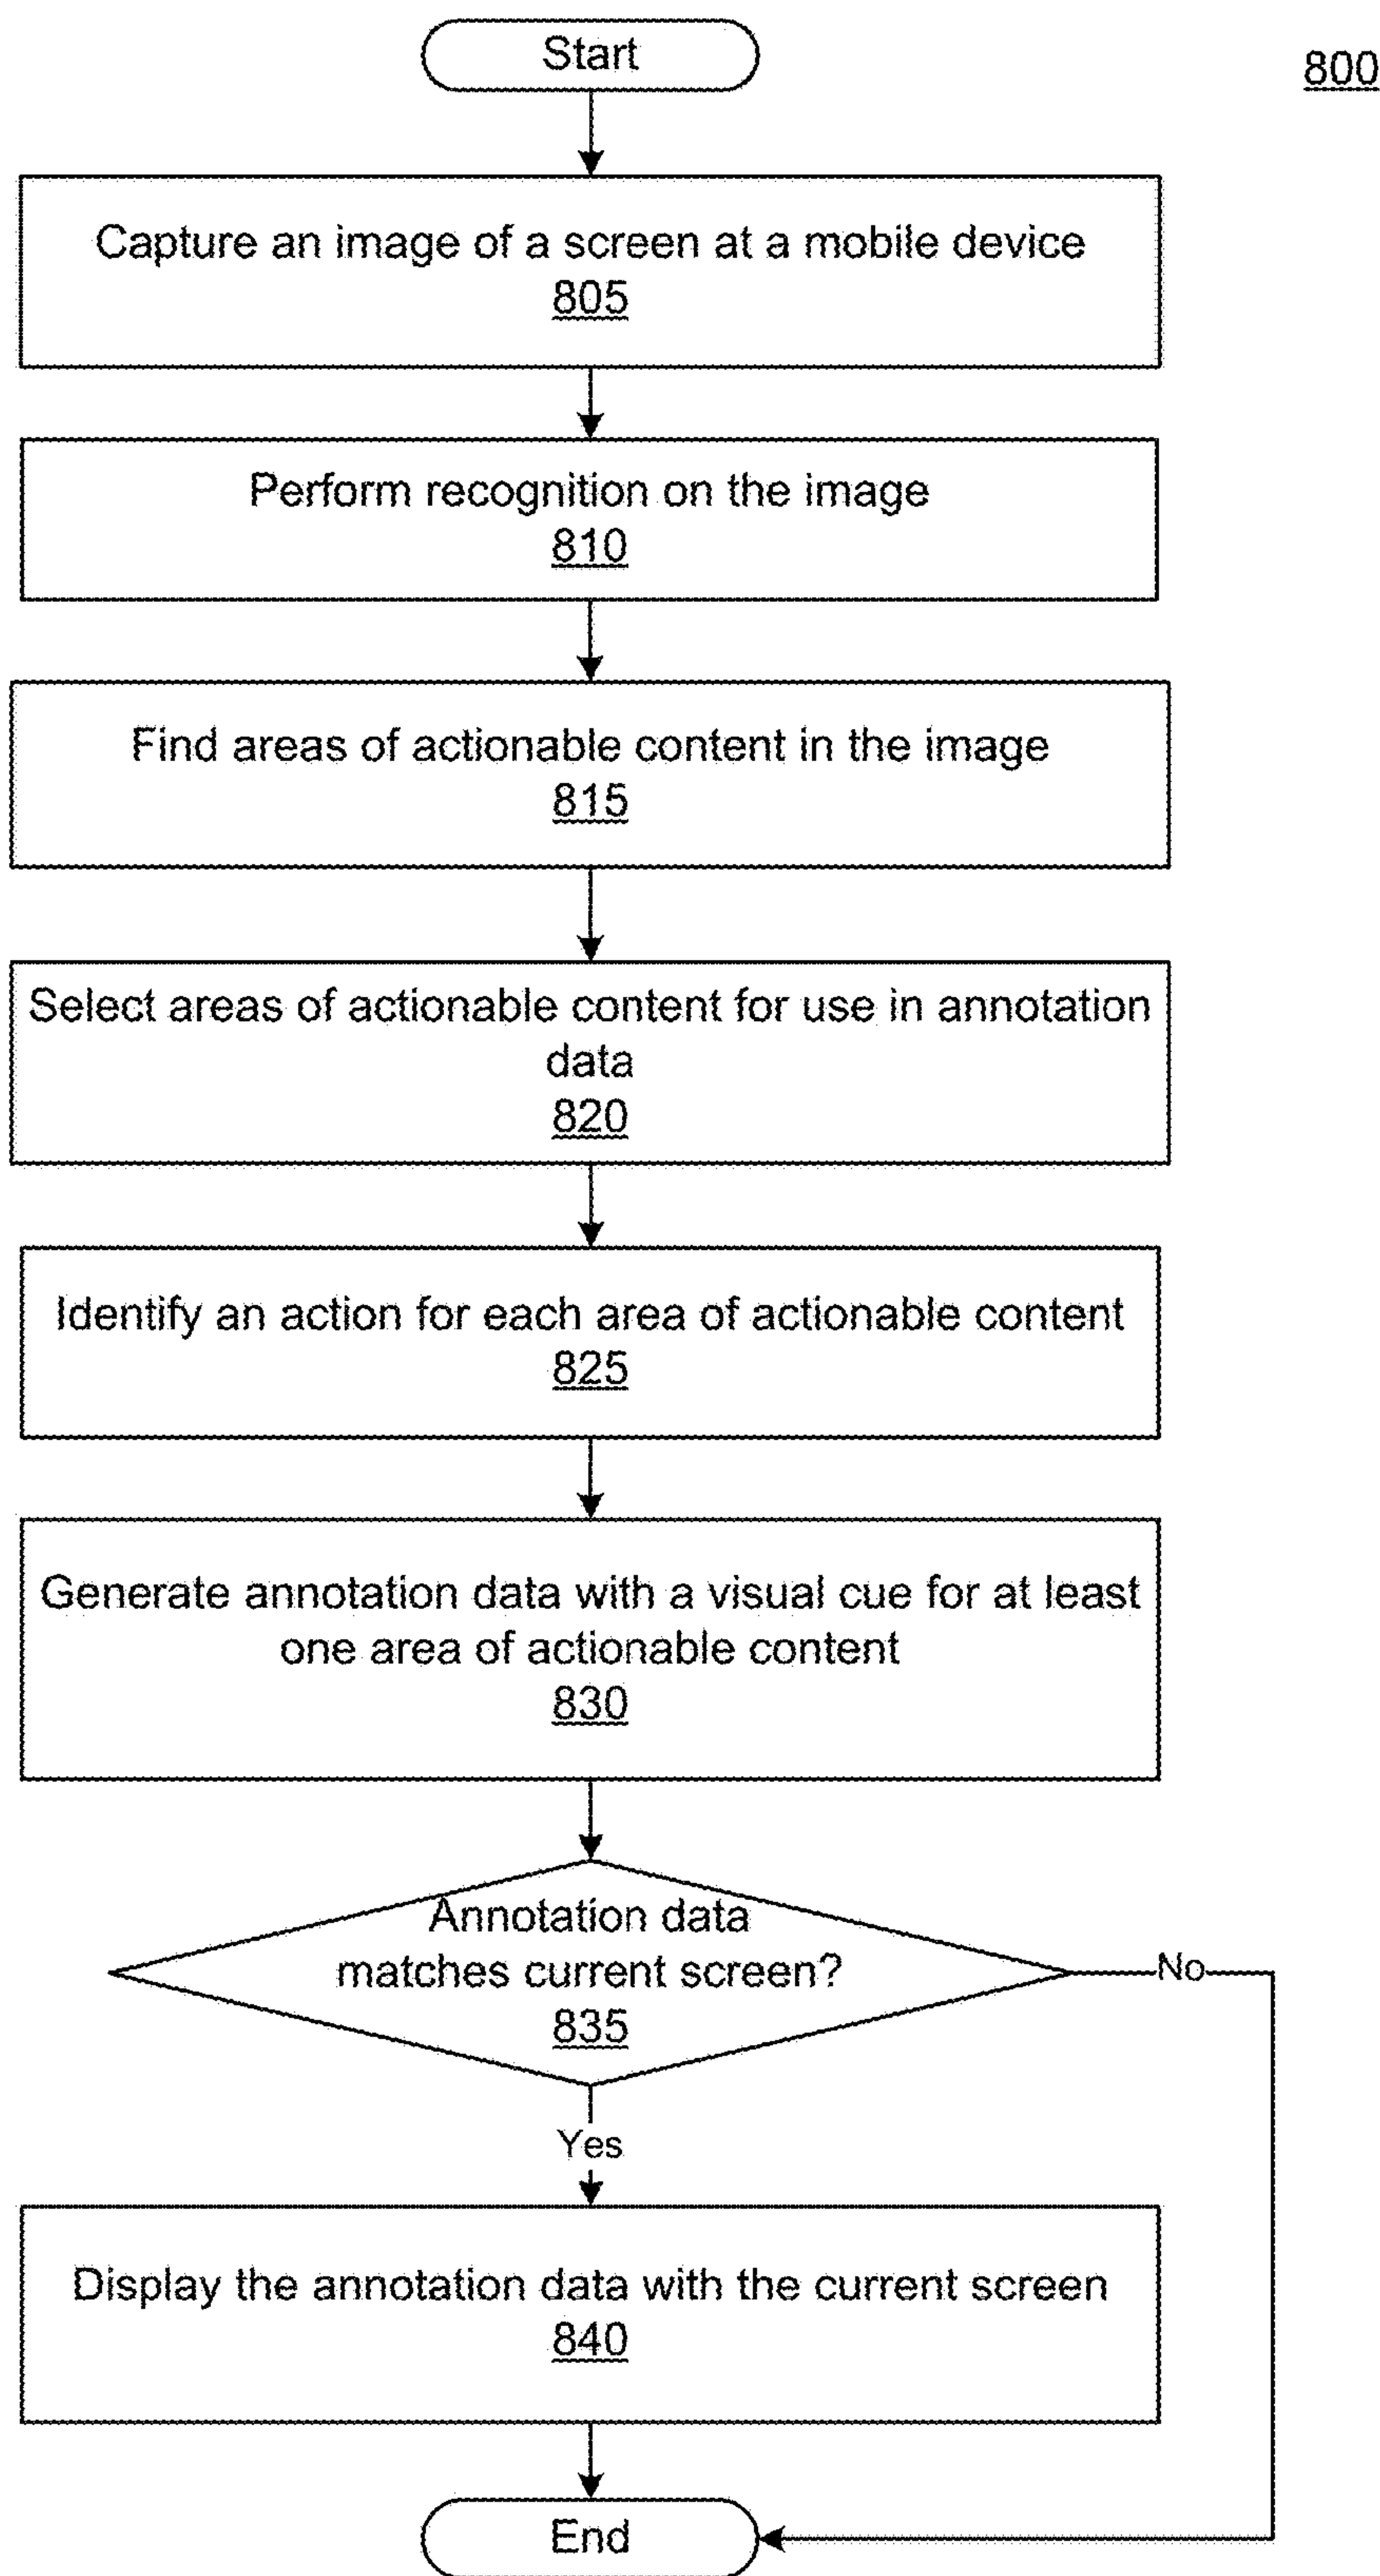 Start
800
Capture an image of a screen at a mobile device
805
Perform recognition on the image
810
Find areas of actionable content in the image
815
Select areas of actionable content for use in annotation
data
820
Identify an action for each area of actionable content
825
Generate annotation data with a visual cue for at least
one area of actionable content
830
Annotation data
matches current screen?
835
No
Yes
Display the annotation data with the current screen
840
End